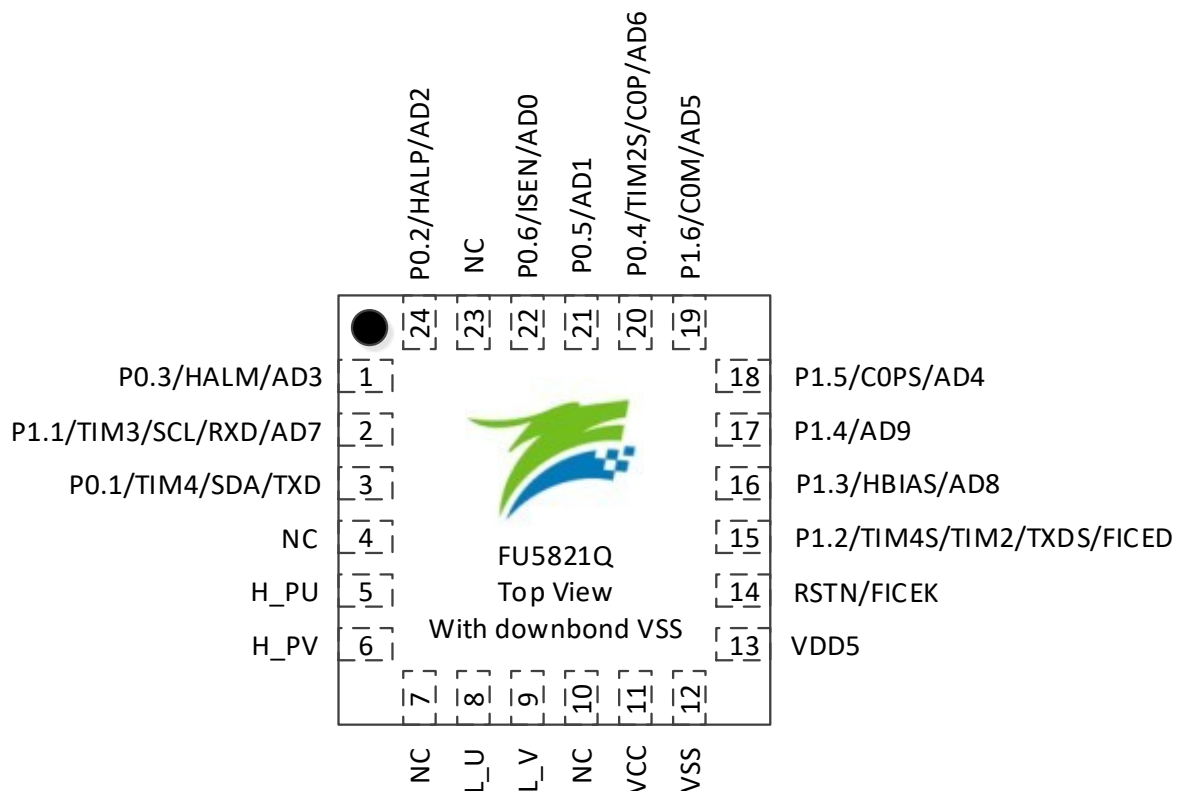 P0.2/HALP/AD2
NC
P0.6/ISEN/AD0
P0.5/AD1
P0.4/TIM2S/C0P/AD6
P1.6/C0M/AD5
24
23
22
21
20
19
P0.3/HALM/AD3 1
P1.1/TIM3/SCL/RXD/AD7 2
P0.1/TIM4/SDA/TXD 3
NC 4
H_PU 5
H_PV 6
18 P1.5/C0PS/AD4
17 P1.4/AD9
16 P1.3/HBIAS/AD8
15 P1.2/TIM4S/TIM2/TXDS/FICED
14 RSTN/FICEK
13 VDD5
FU5821Q
Top View
With downbond VSS
7
8
9
10
11
12
NC
L_U
L_V
NC
VCC
VSS